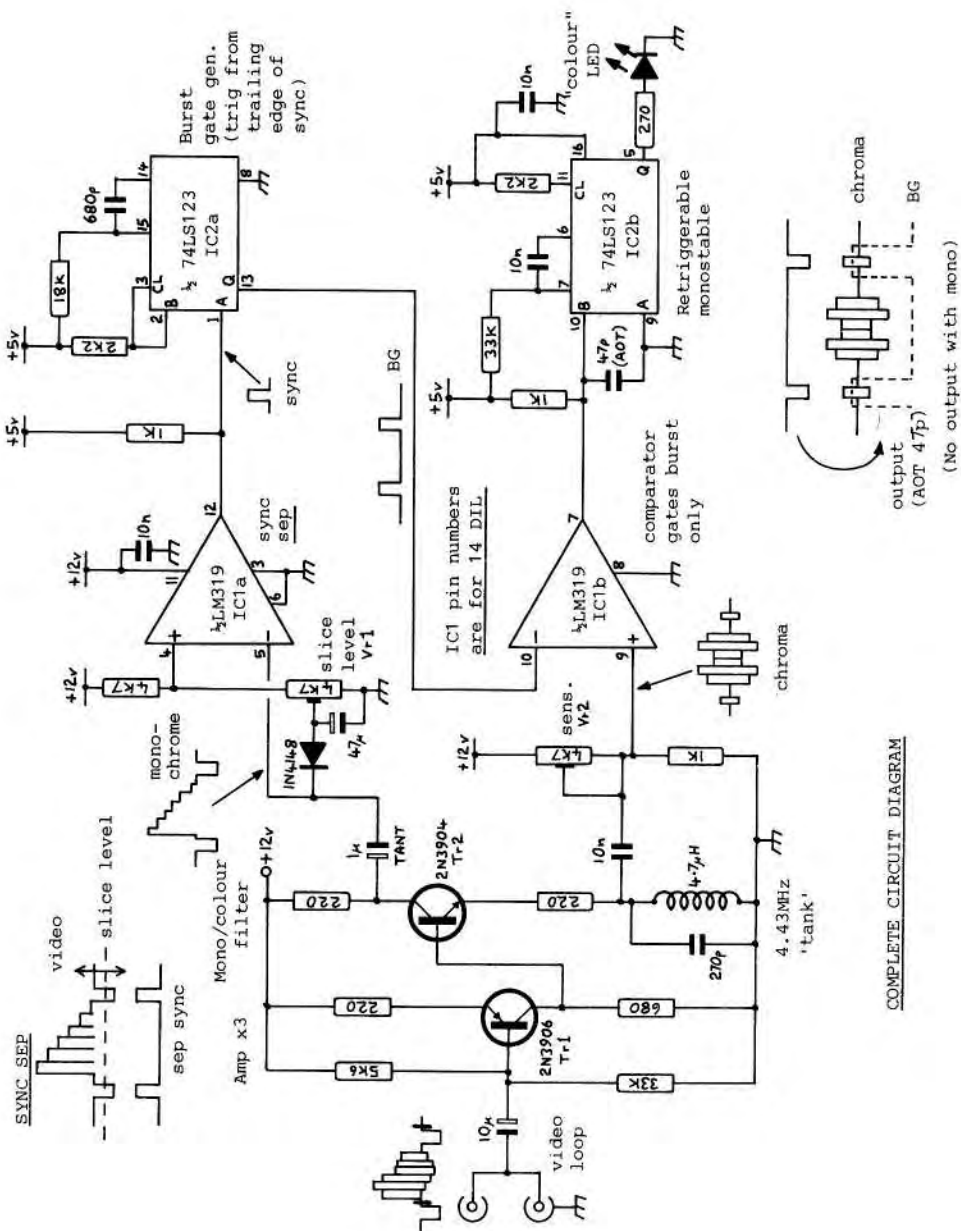 SYNC SEP
video
slice level
sep sync
Mono/colour
filter
Amp x3
video
loop
10µ
5K6
33K
220
680
2N3906
Tr1
+12v
220
2N3904
Tr2
220
1µ
TANT
10n
270p
4·7µH
4.43MHz
'tank'
mono-
chrome
1N4148
47µ
+12v
4K7
4K7
slice
level
Vr1
4
5
+
-
½LM319
IC1a
+12v
11
10n
3
6
12
sync
sep
+5v
1K
sync
+5v
18K
2K2
680p
15
14
3
CL
2
B
1
A
Q
13
8
½ 74LS123
IC2a
Burst
gate gen.
(trig from
trailing
edge of
sync)
BG
IC1 pin numbers
are for 14 DIL
+12v
4K7
sens.
Vr2
1K
chroma
10
9
-
+
½LM319
IC1b
7
8
comparator
gates burst
only
+5v
33K
1K
47p
(AOT)
10n
7
6
10
B
9
A
½ 74LS123
IC2b
CL
11
16
Q
5
+5v
2K2
10n
270
"colour"
LED
Retriggerable
monostable
chroma
BG
output
(AOT 47p)
(No output with mono)
COMPLETE CIRCUIT DIAGRAM